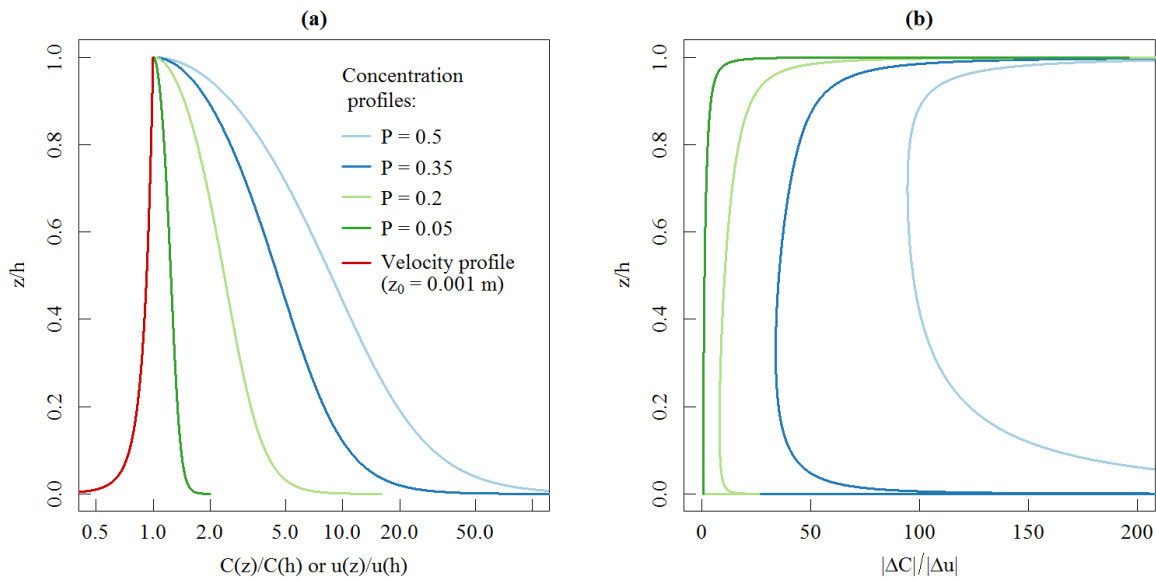 (a)
z/h
1.0
0.8
0.6
0.4
0.2
0.0
Concentration
profiles:
P = 0.5
P = 0.35
P = 0.2
P = 0.05
Velocity profile
(z₀ = 0.001 m)
0.5 1.0 2.0 5.0 10.0 20.0 50.0
C(z)/C(h) or u(z)/u(h)
(b)
z/h
1.0
0.8
0.6
0.4
0.2
0.0
0 50 100 150 200
|ΔC|/|Δu|